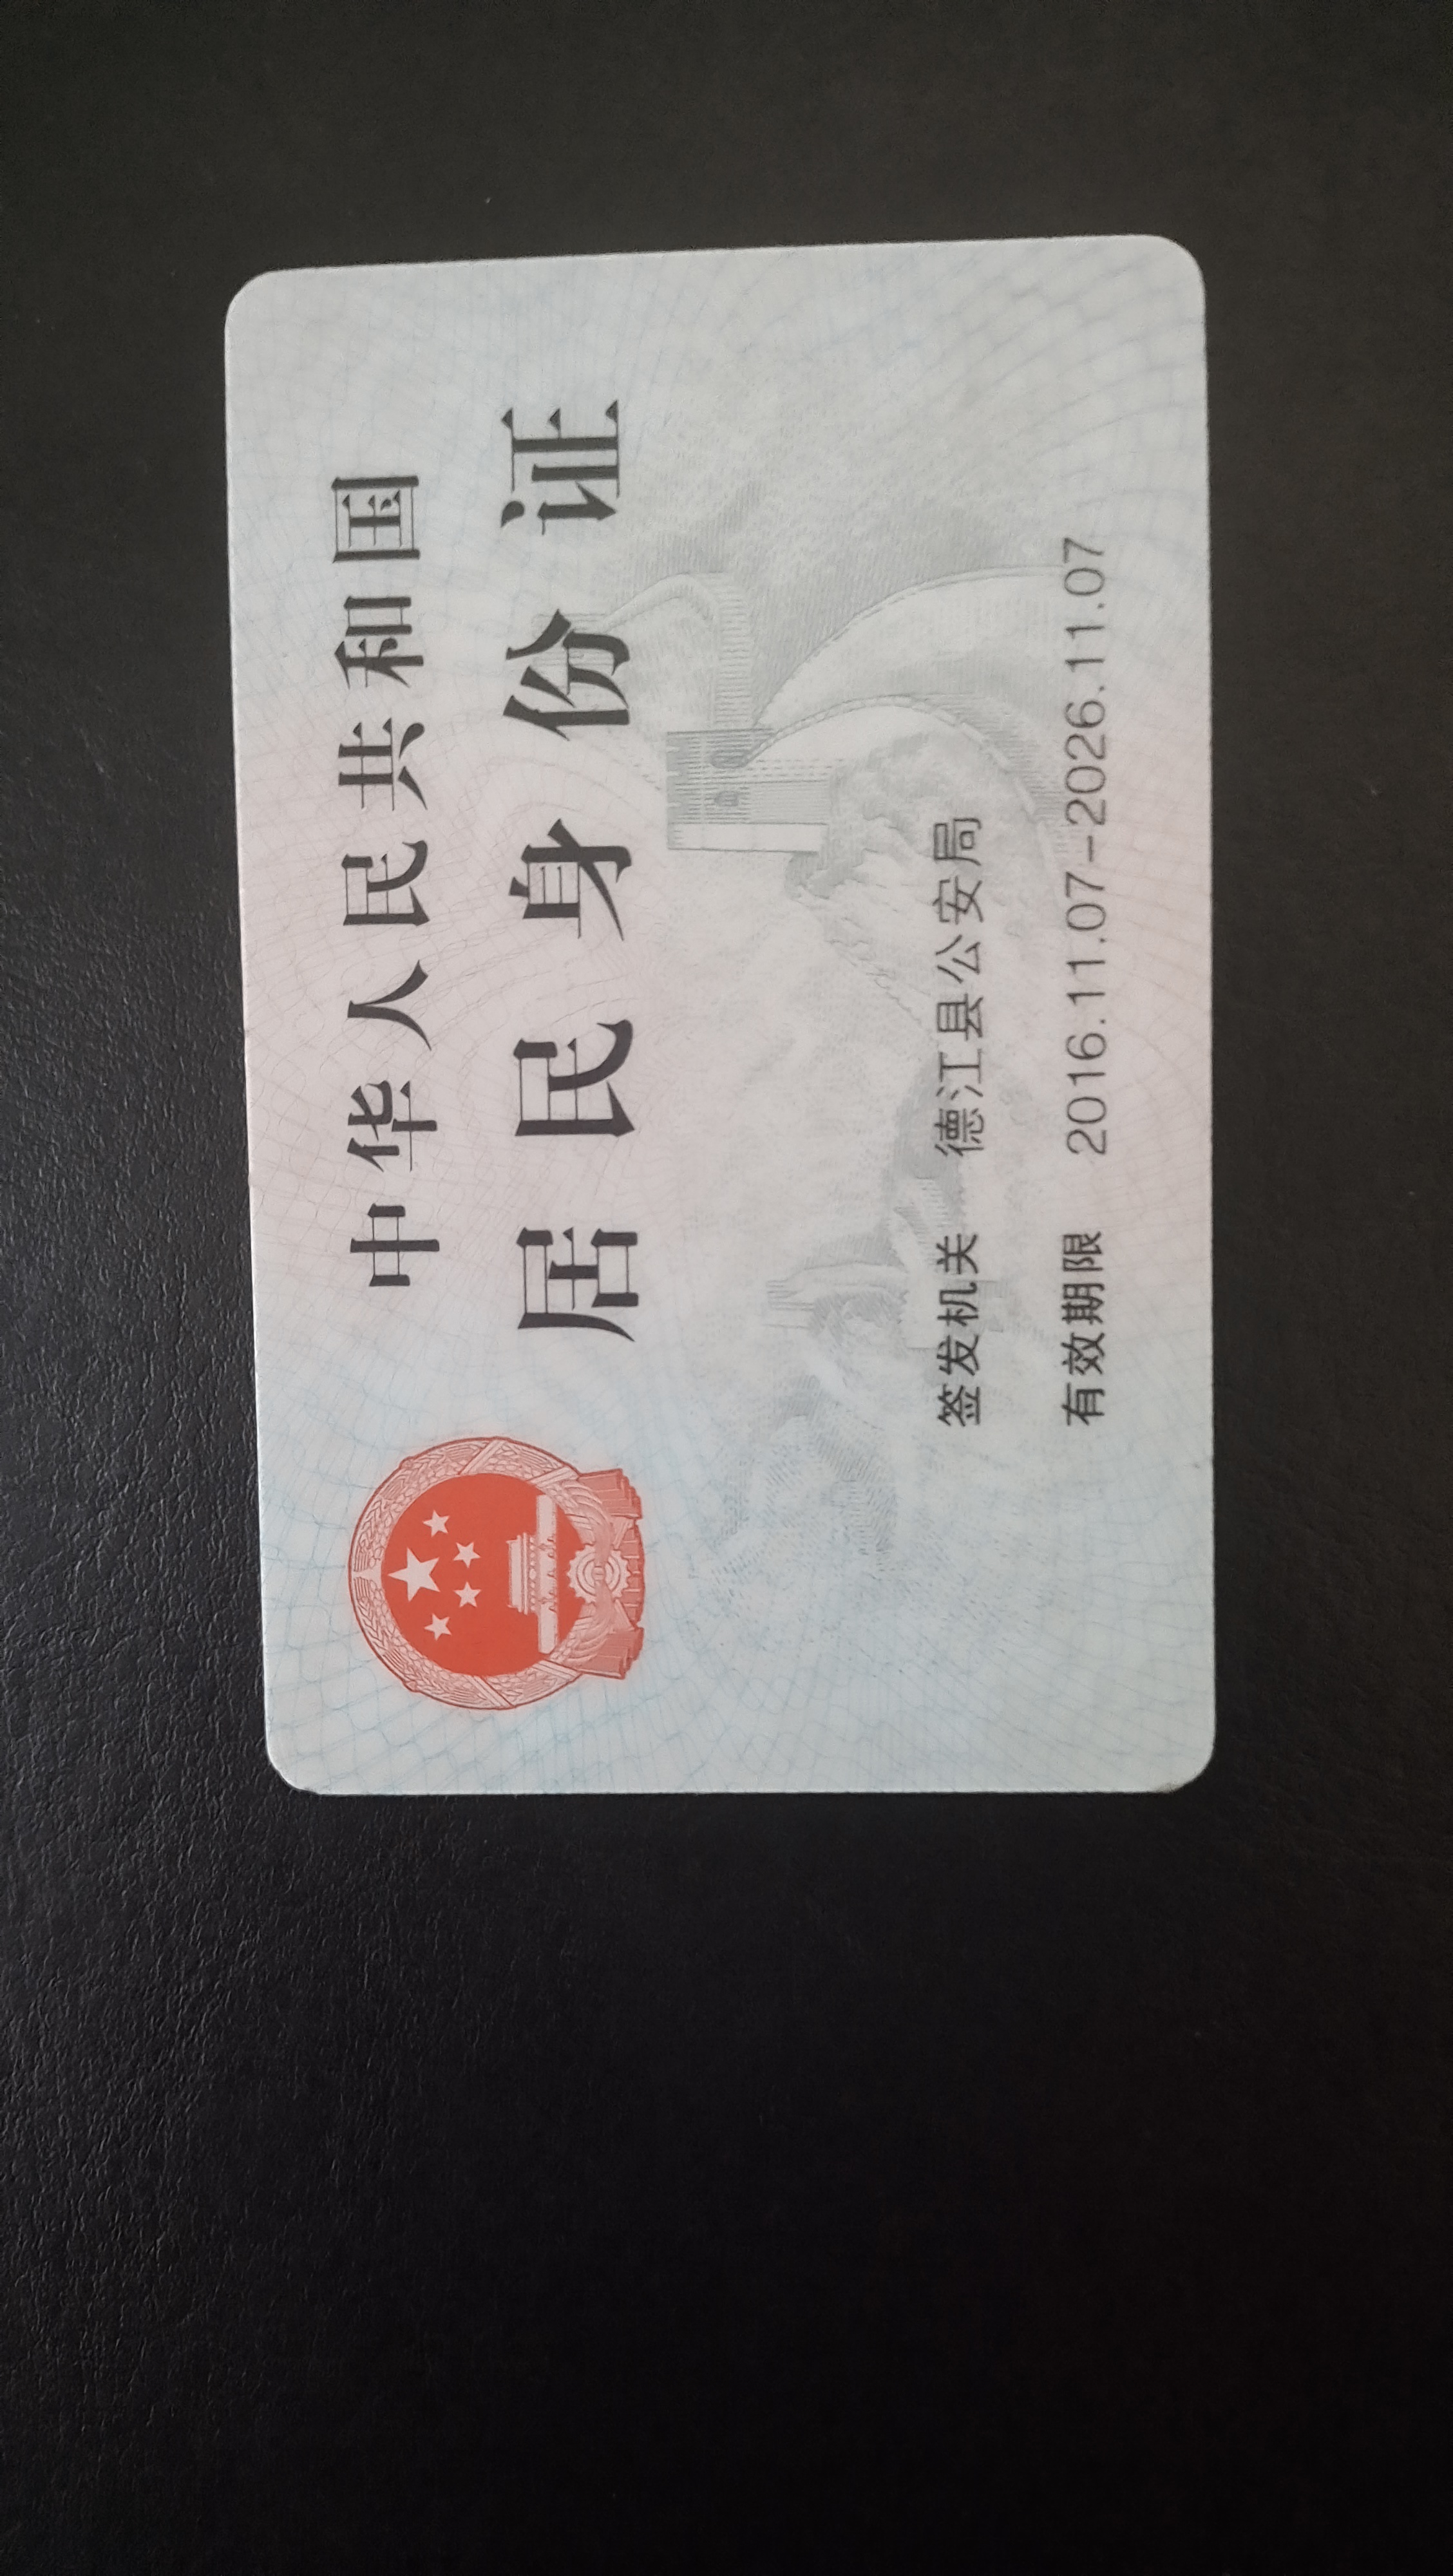 中华人民共和国
居民身份证
签发机关 德江县公安局
有效期限 2016.11.07-2026.11.07